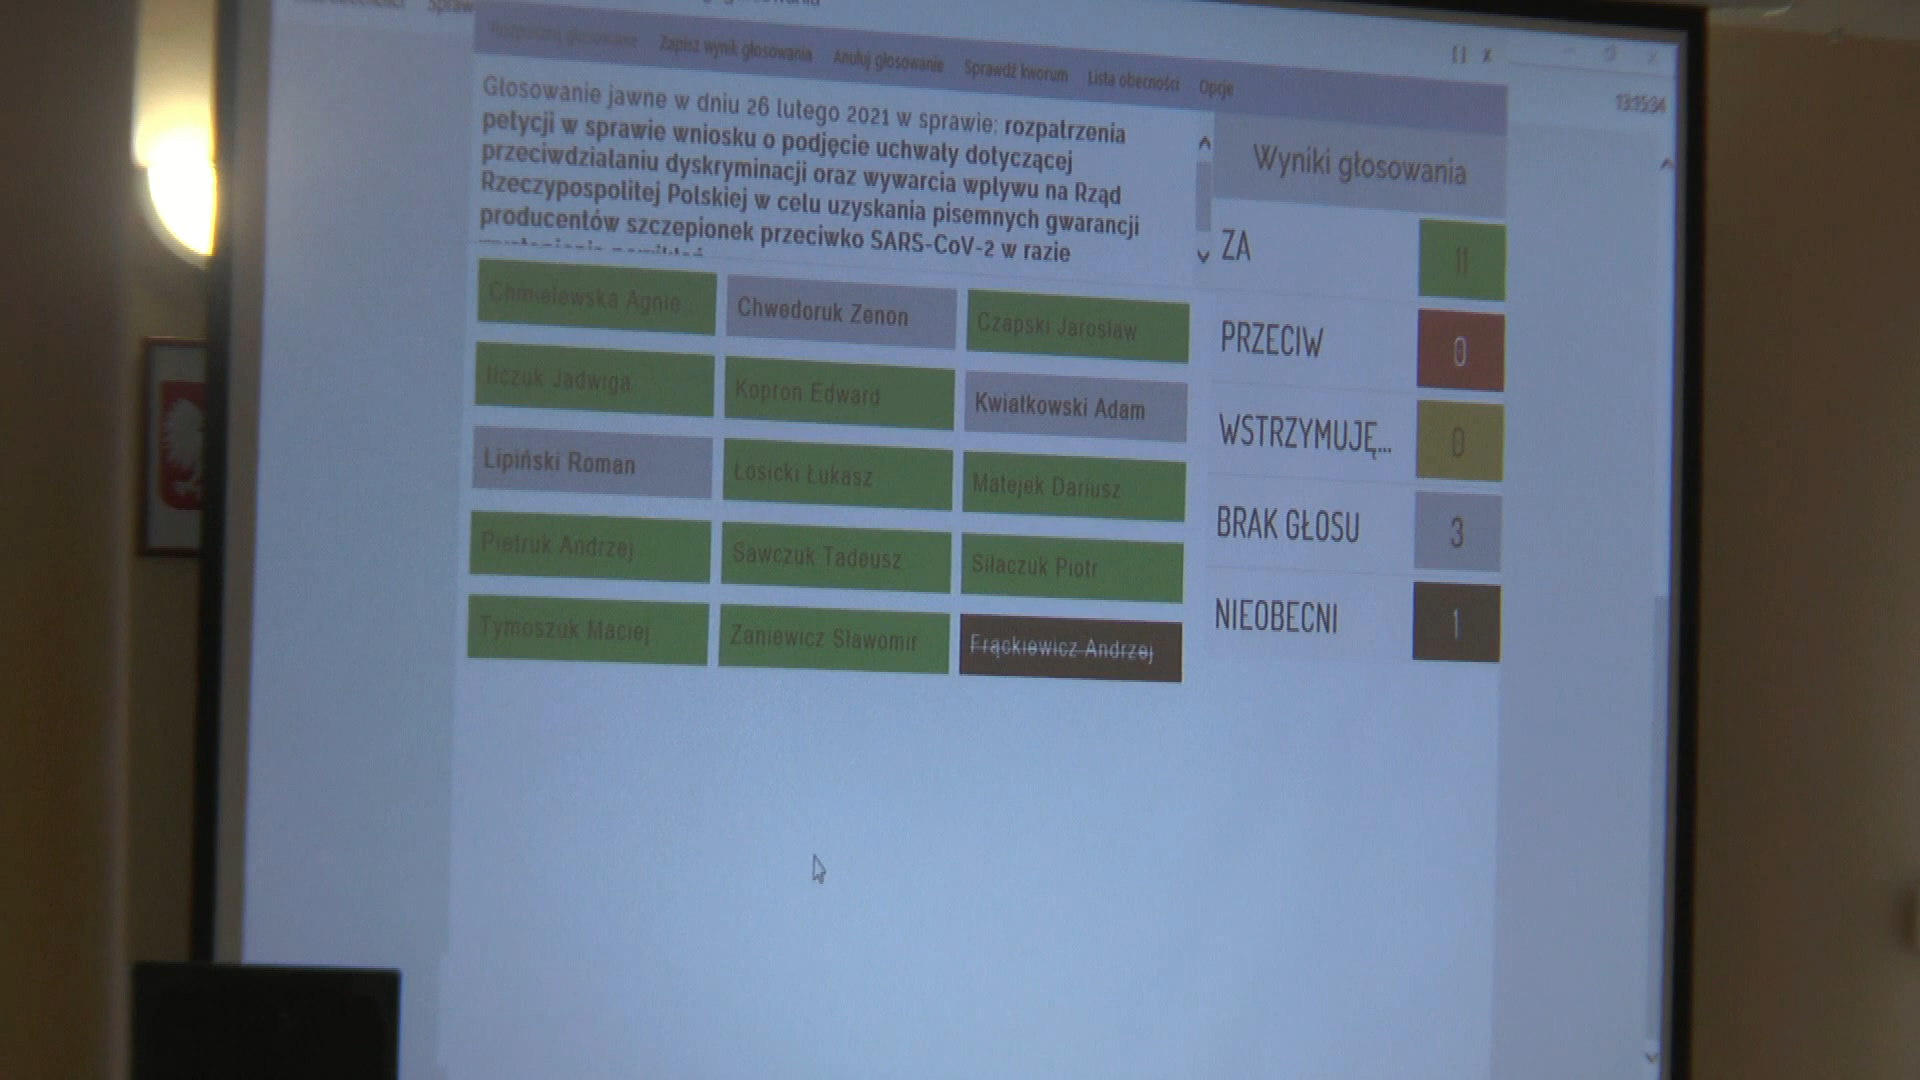 Zapisz wynik głosowania Anuluj głosowanie Sprawdź kworum Lista obecności Opcje
13:15:34
Głosowanie jawne w dniu 26 lutego 2021 w sprawie: rozpatrzenia
petycji w sprawie wniosku o podjęcie uchwały dotyczącej
przeciwdziałaniu dyskryminacji oraz wywarcia wpływu na Rząd
Rzeczypospolitej Polskiej w celu uzyskania pisemnych gwarancji
producentów szczepionek przeciwko SARS-CoV-2 w razie
Wyniki głosowania
ZA 11
PRZECIW 0
WSTRZYMUJĘ... 0
BRAK GŁOSU 3
NIEOBECNI 1
Chmielewska Agnie Chwedoruk Zenon Czapski Jarosław
Ilczuk Jadwiga Kopron Edward Kwiatkowski Adam
Lipiński Roman Łosicki Łukasz Matejek Dariusz
Pietruk Andrzej Sawczuk Tadeusz Silaczuk Piotr
Tymoszuk Maciej Zaniewicz Sławomir Frąckiewicz Andrzej